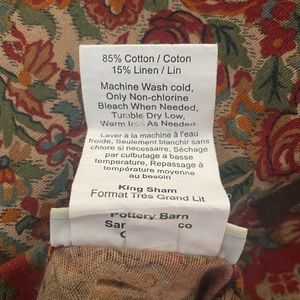 85% Cotton / Coton
15% Linen / Lin
Machine Wash cold,
Only Non-chlorine
Bleach When Needed,
Tumble Dry Low,
Warm Iron As Needed.
Laver à la machine à l'eau
froide, Seulement blanchir sans
chlore si necessaire, Séchage
par culbutage a basse
température, Repassage à
température moyenne
au besoin
King Sham
Format Trés Grand Lit
Pottery Barn